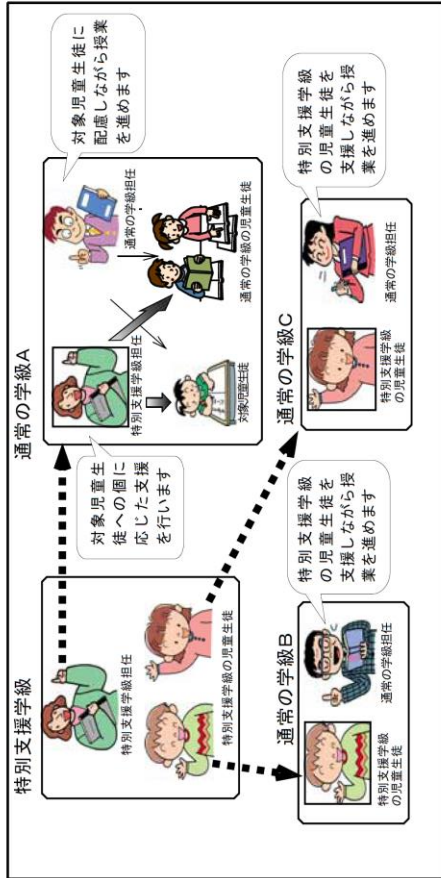 特別支援学級
特別支援学級担任
特別支援学級の児童生徒
通常の学級A
対象児童生
徒への個に
応じた支援
を行います
特別支援学級担任
対象児童生徒
通常の学級担任
通常の学級の児童生徒
対象児童生徒に
配慮しながら授業
を進めます
通常の学級B
特別支援学級
の児童生徒
通常の学級担任
特別支援学級
の児童生徒を
支援しながら授
業を進めます
通常の学級C
特別支援学級
の児童生徒
通常の学級担任
特別支援学級
の児童生徒を
支援しながら授
業を進めます